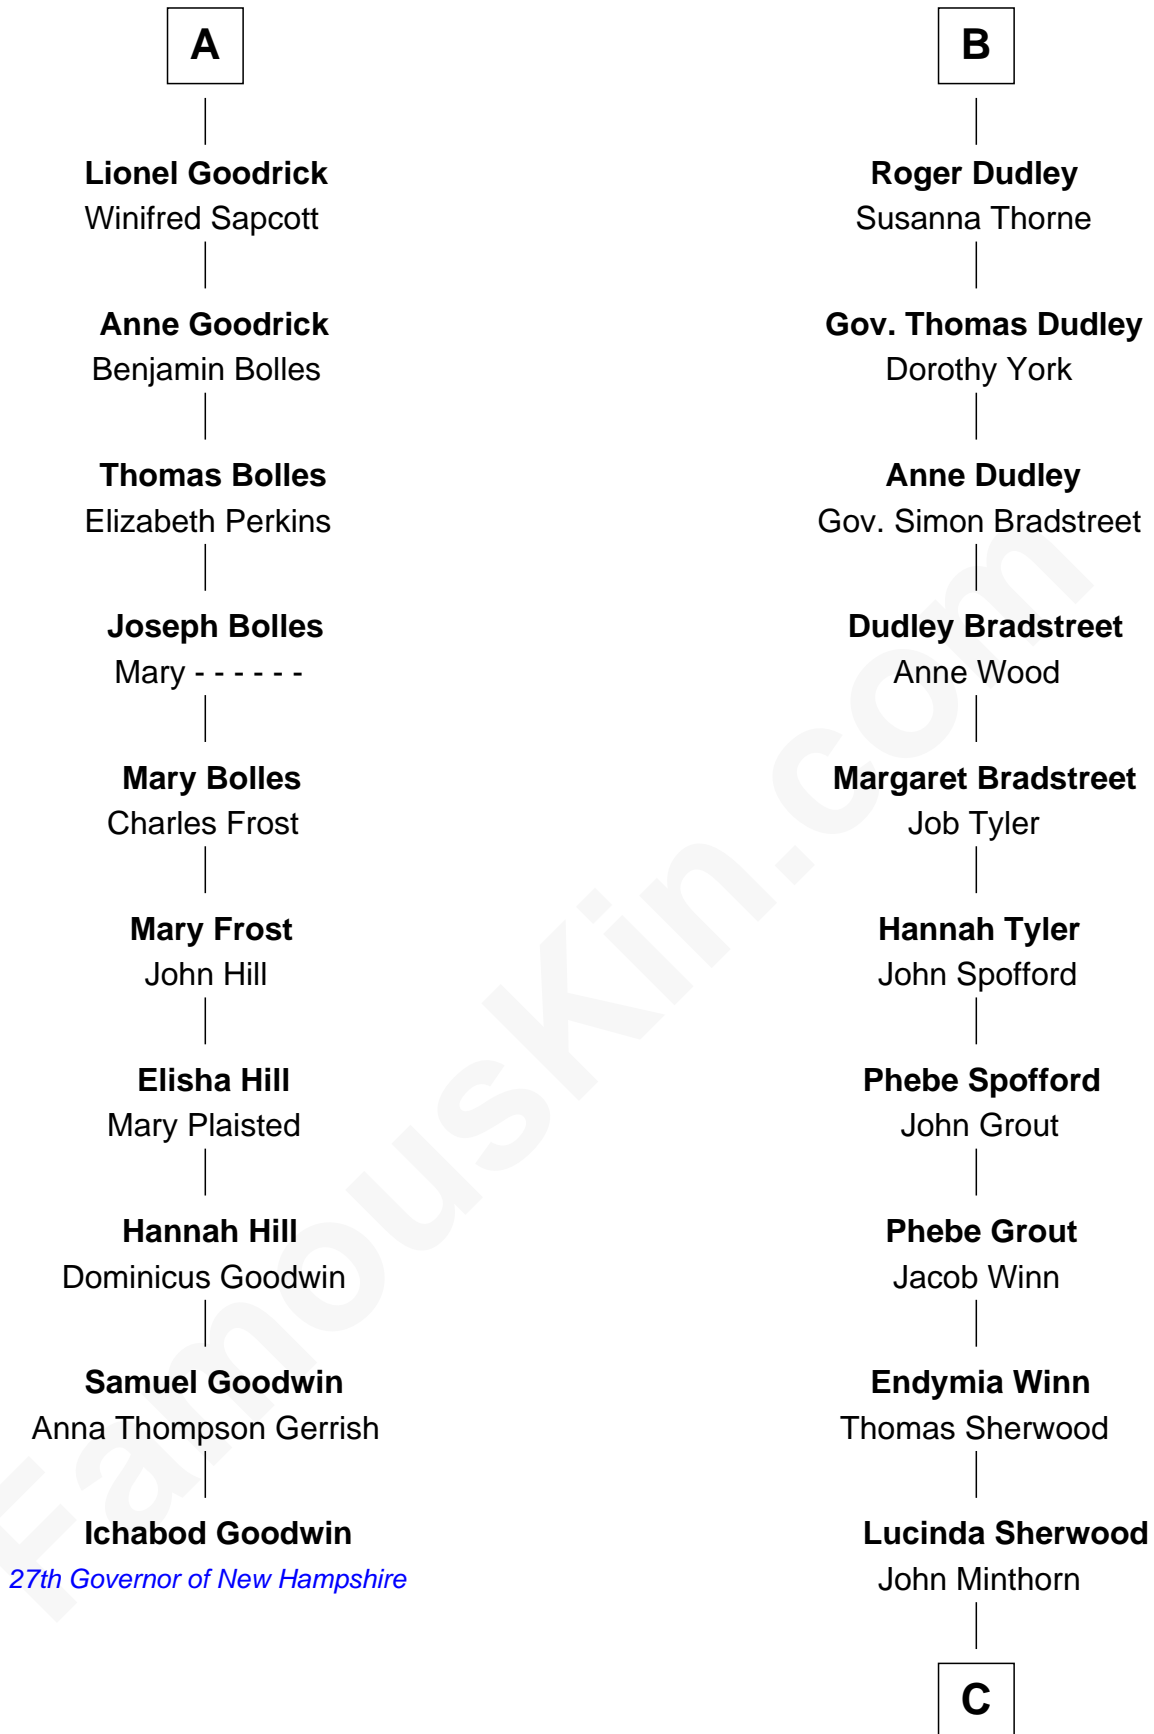 A
Lionel Goodrick
Winifred Sapcott
Anne Goodrick
Benjamin Bolles
Thomas Bolles
Elizabeth Perkins
Joseph Bolles
Mary - - - - - -
Mary Bolles
Charles Frost
Mary Frost
John Hill
Elisha Hill
Mary Plaisted
Hannah Hill
Dominicus Goodwin
Samuel Goodwin
Anna Thompson Gerrish
Ichabod Goodwin
27th Governor of New Hampshire
B
Roger Dudley
Susanna Thorne
Gov. Thomas Dudley
Dorothy York
Anne Dudley
Gov. Simon Bradstreet
Dudley Bradstreet
Anne Wood
Margaret Bradstreet
Job Tyler
Hannah Tyler
John Spofford
Phebe Spofford
John Grout
Phebe Grout
Jacob Winn
Endymia Winn
Thomas Sherwood
Lucinda Sherwood
John Minthorn
C
FamousKin.com